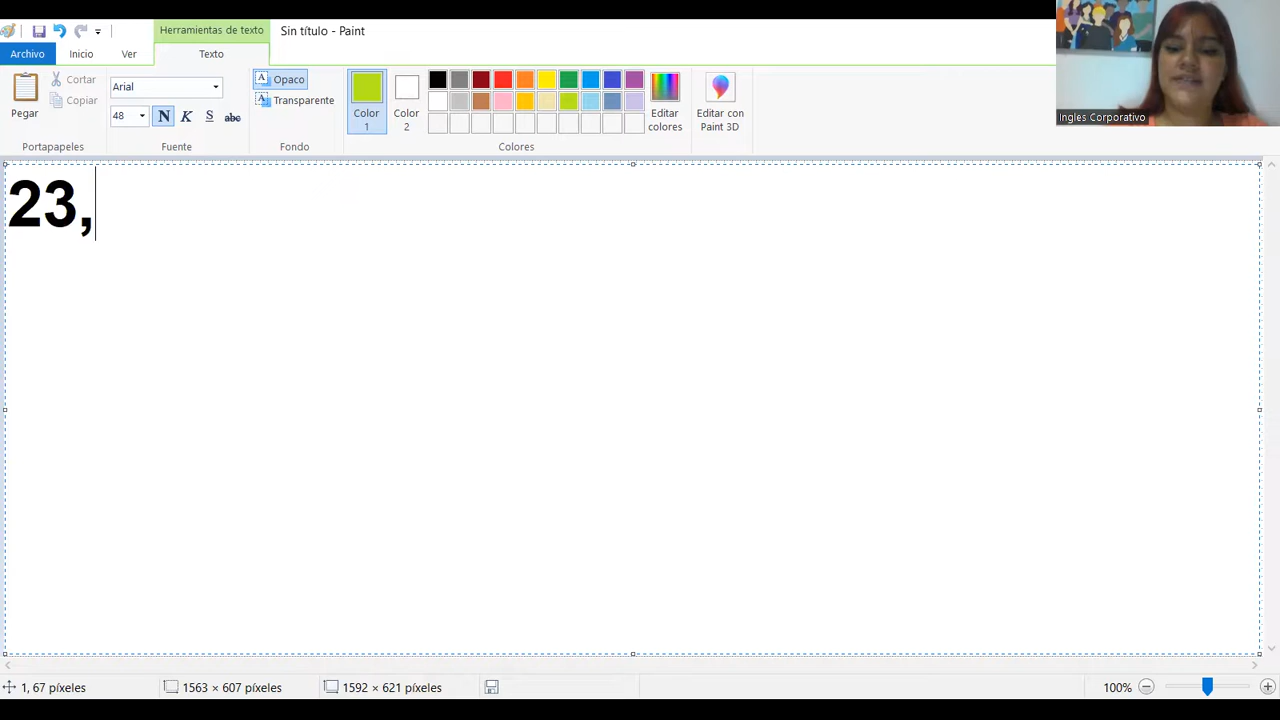 Herramientas de texto
Sin título - Paint
Archivo
Inicio
Ver
Texto
Pegar
Cortar
Copiar
Portapapeles
Arial
48
N K S abc
Fuente
Opaco
Transparente
Fondo
Color 1
Color 2
Editar colores
Colores
Editar con Paint 3D
Ingles Corporativo
23,
1, 67 píxeles
1563 × 607 píxeles
1592 × 621 píxeles
100%